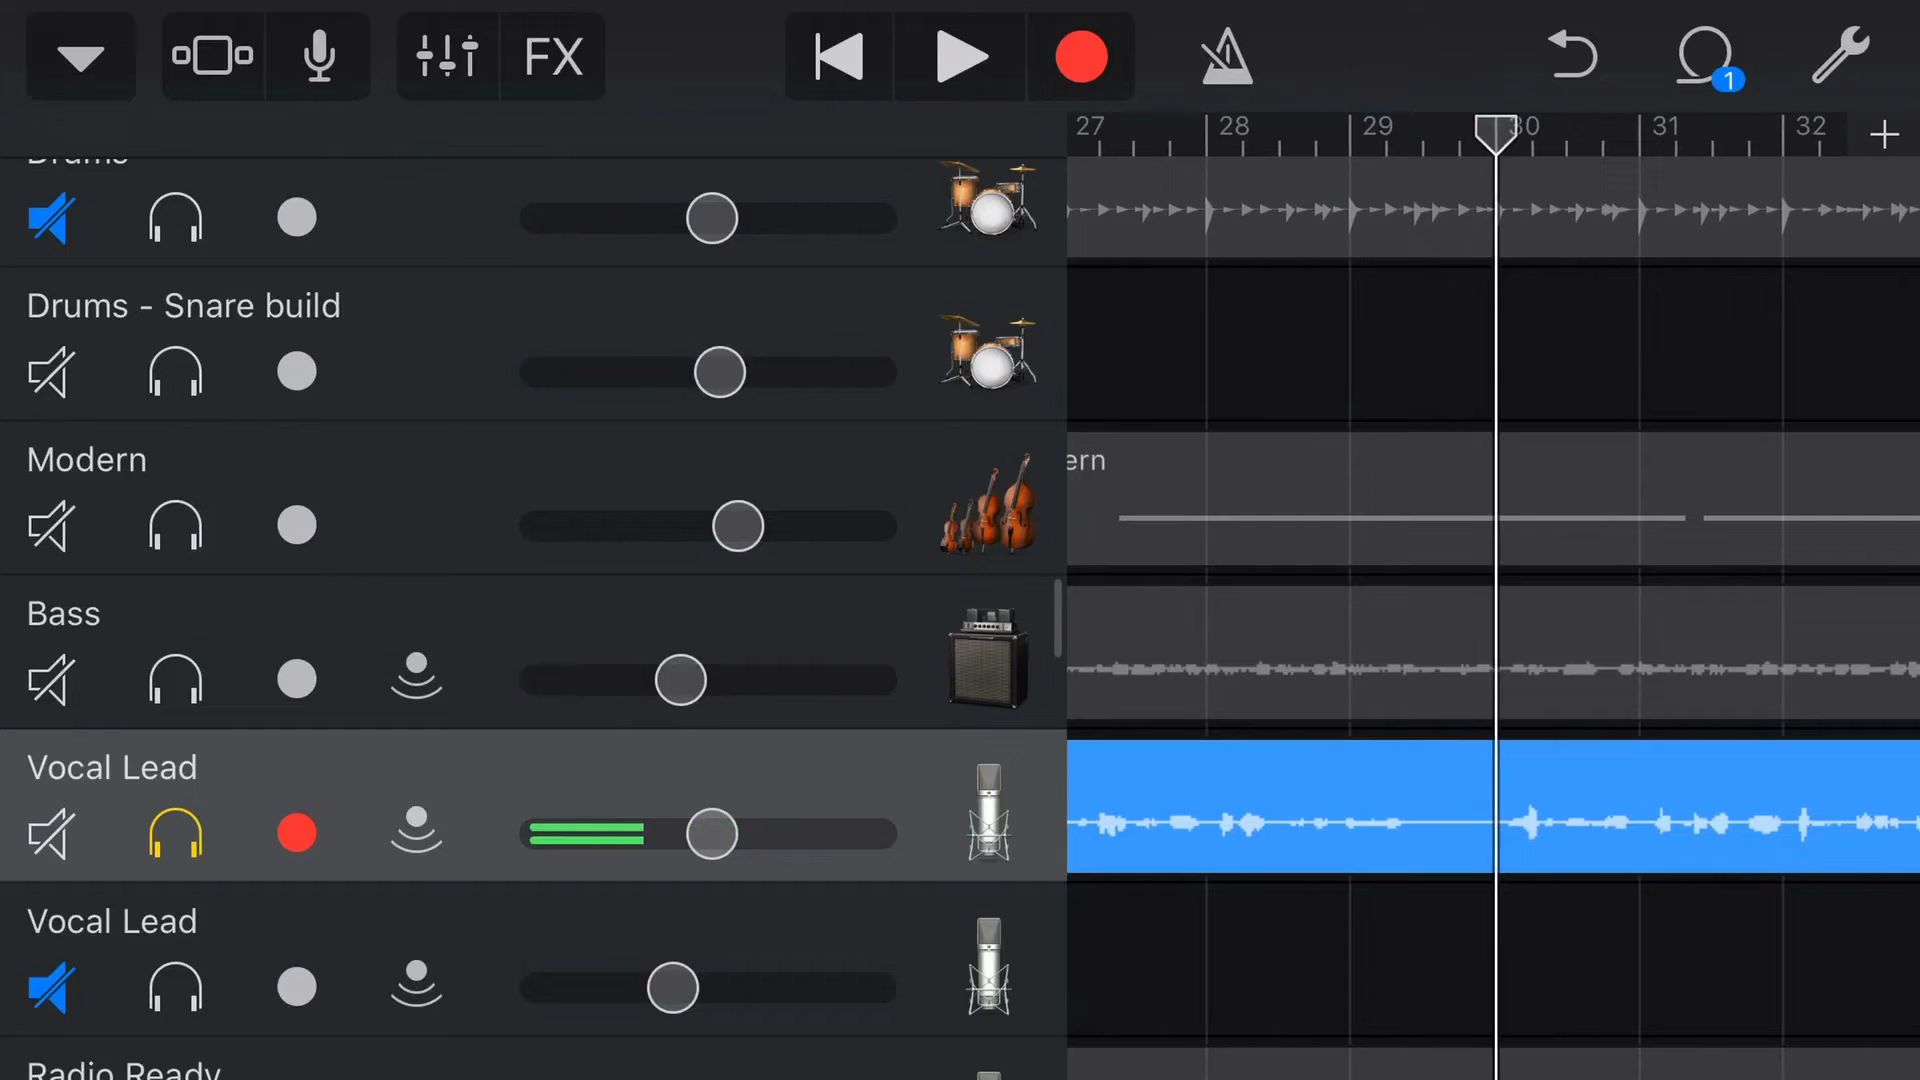 FX
1
27 28 29 30 31 32
Drums
Drums - Snare build
Modern
ern
Bass
Vocal Lead
Vocal Lead
Radio Ready